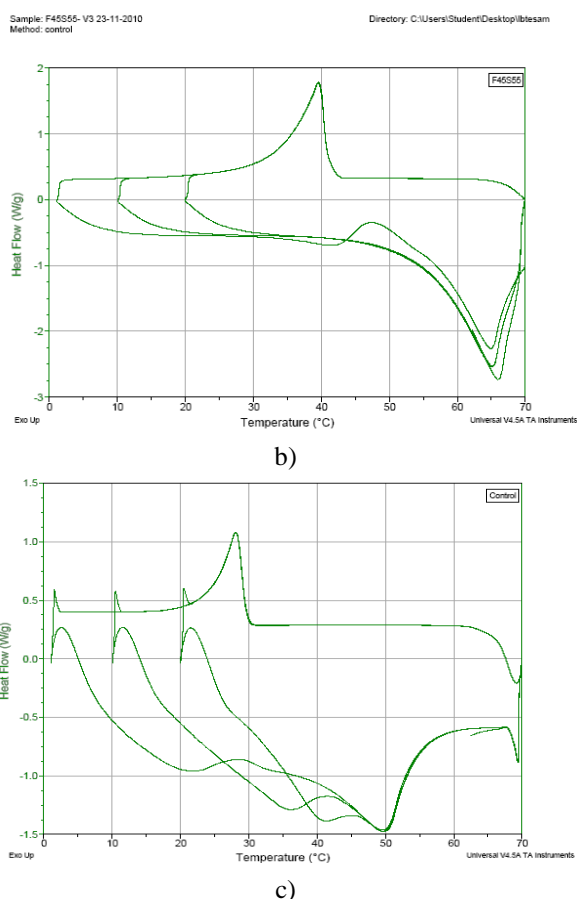 Sample: F45S55- V3 23-11-2010
Method: control
Directory: C:\Users\Student\Desktop\Ibtesam
F45S55
2
1
0
-1
-2
-3
Heat Flow (W/g)
0 10 20 30 40 50 60 70
Exo Up
Temperature (°C)
Universal V4.5A TA Instruments
b)
Control
1.5
1.0
0.5
0.0
-0.5
-1.0
-1.5
Heat Flow (W/g)
0 10 20 30 40 50 60 70
Exo Up
Temperature (°C)
Universal V4.5A TA Instruments
c)